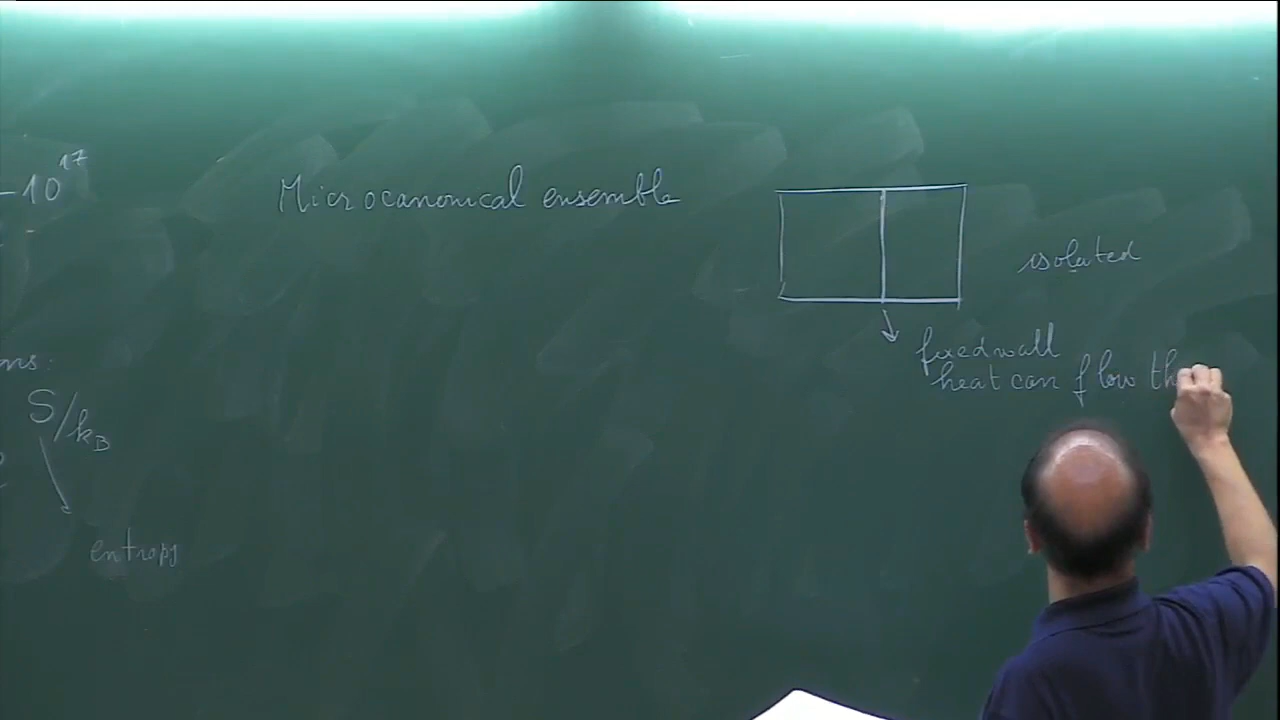 -10^17
Microcanonical ensemble
isolated
fixed wall
heat can flow th
ns:
S/k_B
entropy